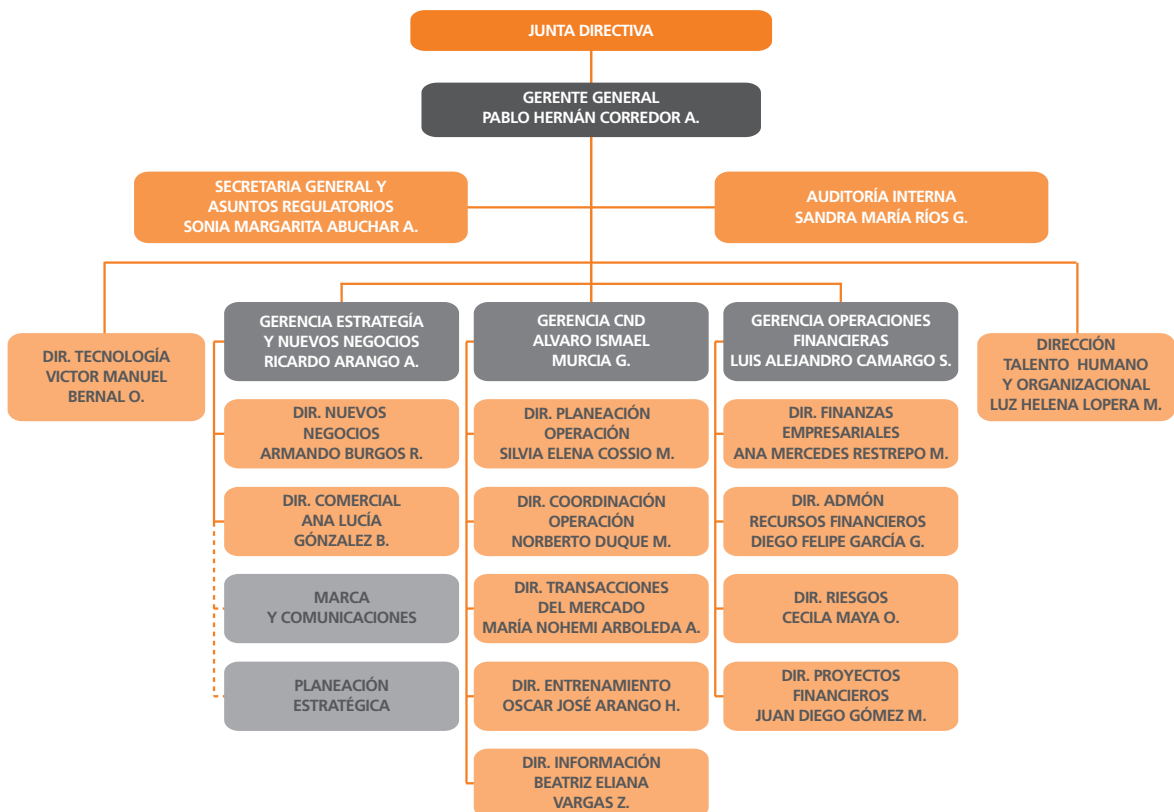 JUNTA DIRECTIVA
GERENTE GENERAL
PABLO HERNÁN CORREDOR A.
SECRETARIA GENERAL Y
ASUNTOS REGULATORIOS
SONIA MARGARITA ABUCHAR A.
AUDITORÍA INTERNA
SANDRA MARÍA RÍOS G.
DIR. TECNOLOGÍA
VICTOR MANUEL
BERNAL O.
GERENCIA ESTRATEGÍA
Y NUEVOS NEGOCIOS
RICARDO ARANGO A.
GERENCIA CND
ALVARO ISMAEL
MURCIA G.
GERENCIA OPERACIONES
FINANCIERAS
LUIS ALEJANDRO CAMARGO S.
DIRECCIÓN
TALENTO HUMANO
Y ORGANIZACIONAL
LUZ HELENA LOPERA M.
DIR. NUEVOS
NEGOCIOS
ARMANDO BURGOS R.
DIR. PLANEACIÓN
OPERACIÓN
SILVIA ELENA COSSIO M.
DIR. FINANZAS
EMPRESARIALES
ANA MERCEDES RESTREPO M.
DIR. COMERCIAL
ANA LUCÍA
GÓNZALEZ B.
DIR. COORDINACIÓN
OPERACIÓN
NORBERTO DUQUE M.
DIR. ADMÓN
RECURSOS FINANCIEROS
DIEGO FELIPE GARCÍA G.
MARCA
Y COMUNICACIONES
DIR. TRANSACCIONES
DEL MERCADO
MARÍA NOHEMI ARBOLEDA A.
DIR. RIESGOS
CECILA MAYA O.
PLANEACIÓN
ESTRATÉGICA
DIR. ENTRENAMIENTO
OSCAR JOSÉ ARANGO H.
DIR. PROYECTOS
FINANCIEROS
JUAN DIEGO GÓMEZ M.
DIR. INFORMACIÓN
BEATRIZ ELIANA
VARGAS Z.